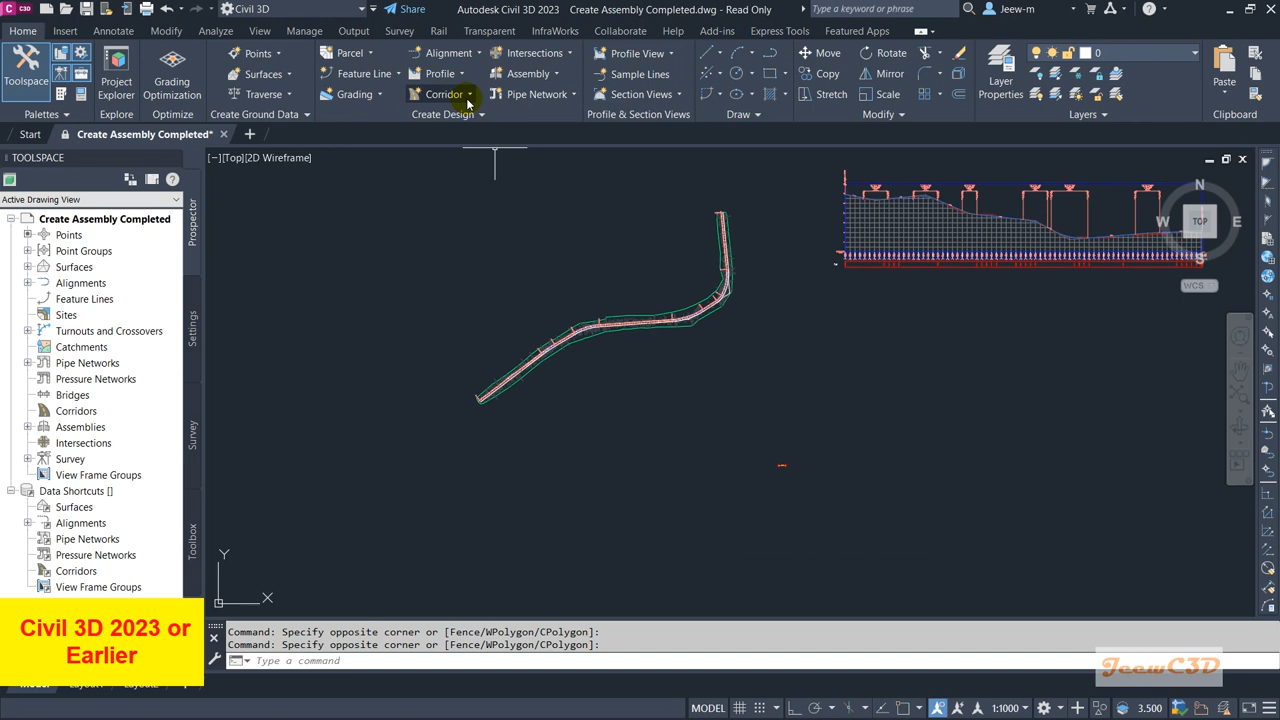 Share
Civil 3D
Autodesk Civil 3D 2023 Create Assembly Completed.dwg - Read Only
Type a keyword or phrase
Jeew-m
Home Insert Annotate Modify Analyze View Manage Output Survey Rail Transparent InfraWorks Collaborate Help Add-ins Express Tools Featured Apps
Toolspace
Palettes
Project Explorer
Explore
Grading Optimization
Optimize
Points
Surfaces
Traverse
Create Ground Data
Parcel
Feature Line
Grading
Alignment
Profile
Corridor
Intersections
Assembly
Pipe Network
Create Design
Profile View
Sample Lines
Section Views
Profile & Section Views
Draw
Move
Copy
Stretch
Rotate
Mirror
Scale
Modify
Layer Properties
0
Layers
Paste
Clipboard
Start
Create Assembly Completed*
TOOLSPACE
Active Drawing View
Create Assembly Completed
Points
Point Groups
Surfaces
Alignments
Feature Lines
Sites
Turnouts and Crossovers
Catchments
Pipe Networks
Pressure Networks
Bridges
Corridors
Assemblies
Intersections
Survey
View Frame Groups
Data Shortcuts []
Surfaces
Alignments
Pipe Networks
Pressure Networks
Corridors
View Frame Groups
Prospector
Settings
Survey
Toolbox
[−][Top][2D Wireframe]
N
W
TOP
E
S
WCS
Y
X
Civil 3D 2023 or
Earlier
Command: Specify opposite corner or [Fence/WPolygon/CPolygon]:
Command: Specify opposite corner or [Fence/WPolygon/CPolygon]:
Type a command
JeewC3D
MODEL
1:1000
3.500